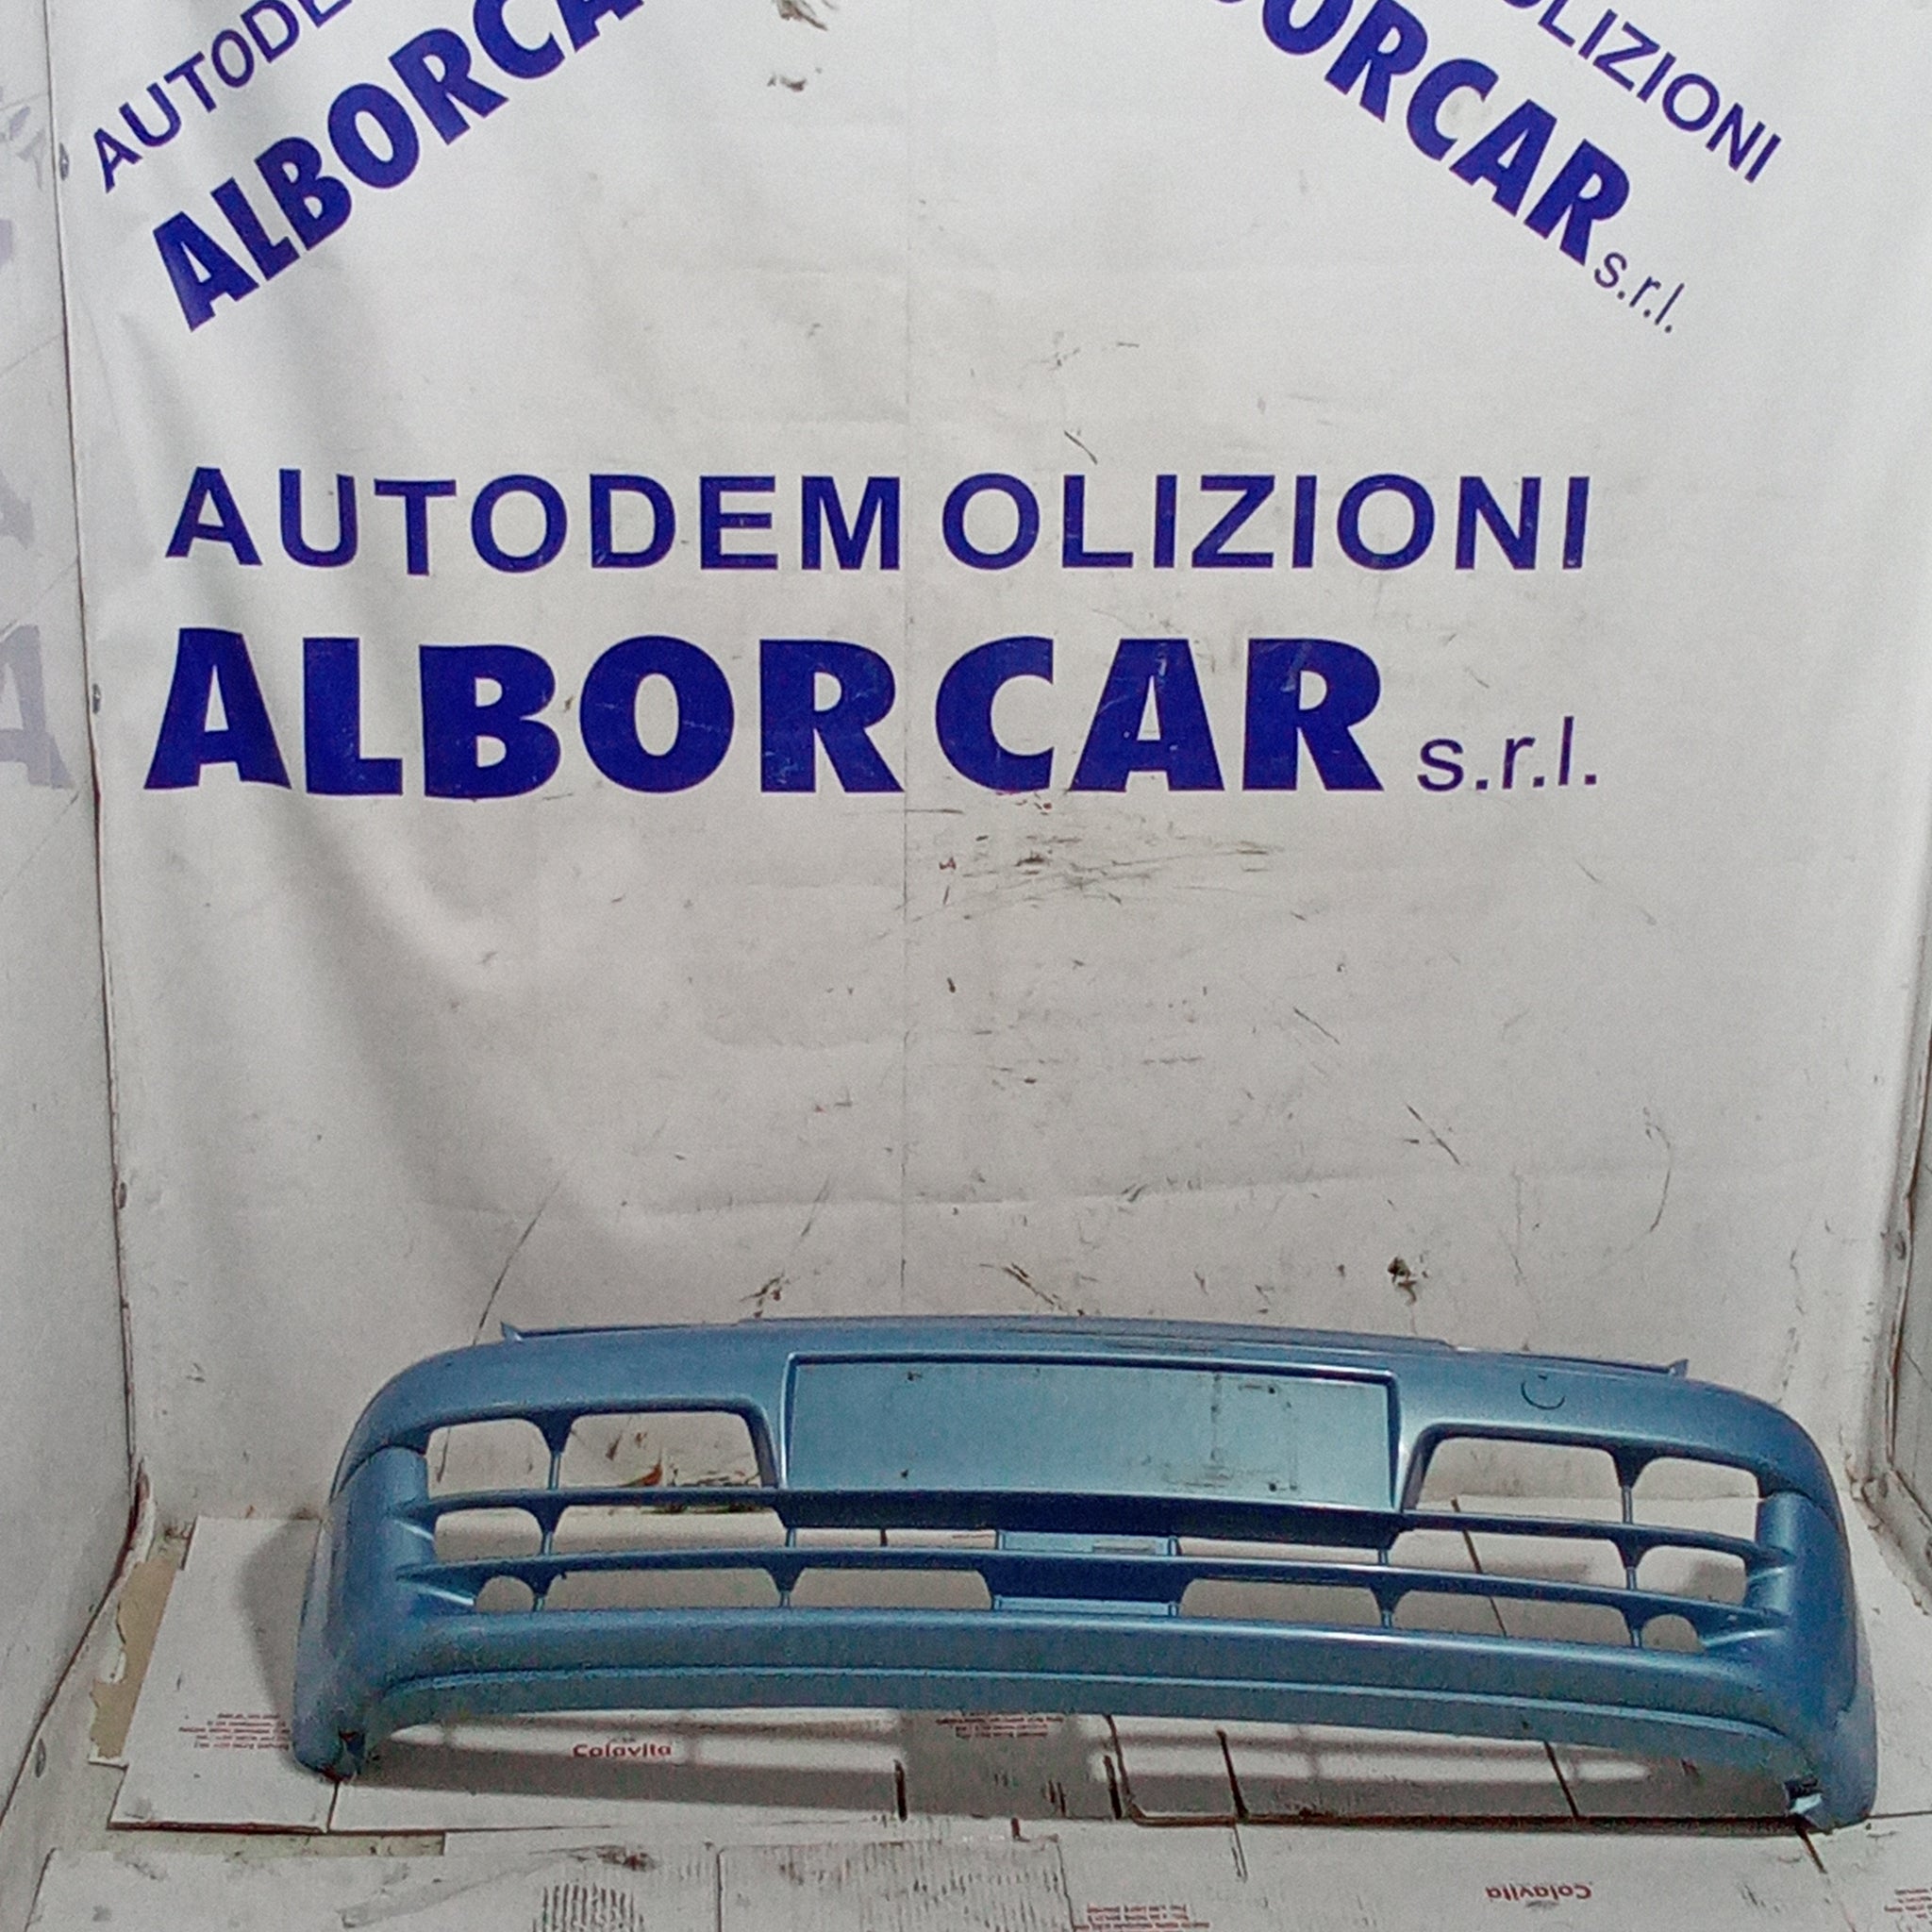 AUTODE
ALBORCA
OLIZIONI
ORCAR s.r.l.
AUTODEMOLIZIONI
ALBORCAR s.r.l.
Colavita
Colavita